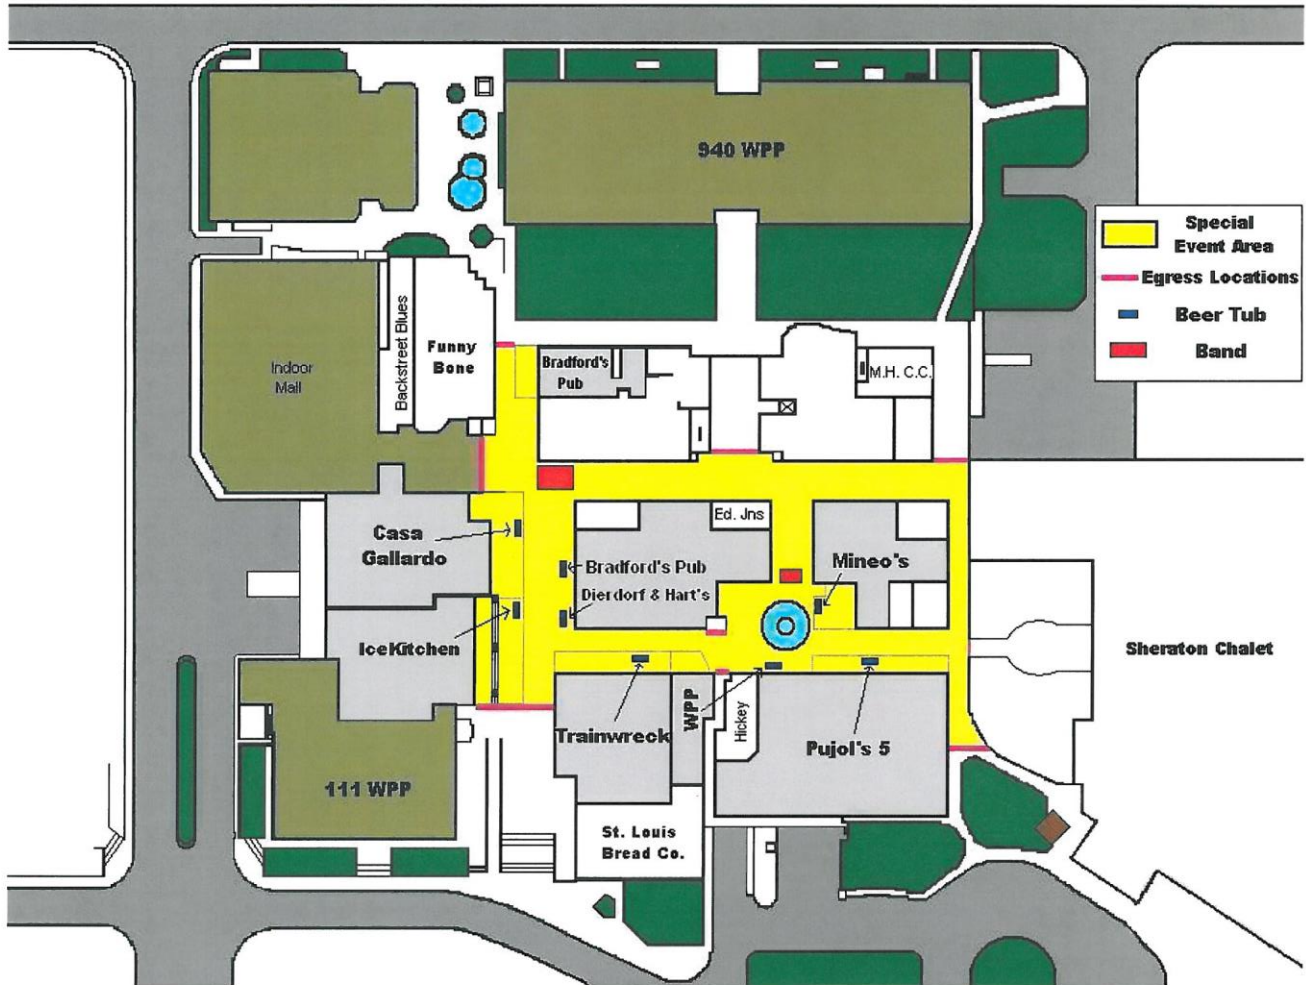 940 WPP
Special
Event Area
Egress Locations
Beer Tub
Band
Indoor
Mall
Backstreet Blues
Funny
Bone
Bradford's
Pub
M.H. C.C.
Casa
Gallardo
Ed. Jns
Bradford's Pub
Dierdorf & Hart's
Mineo's
IceKitchen
Sheraton Chalet
Trainwreck
WPP
Hickey
Pujol's 5
111 WPP
St. Louis
Bread Co.